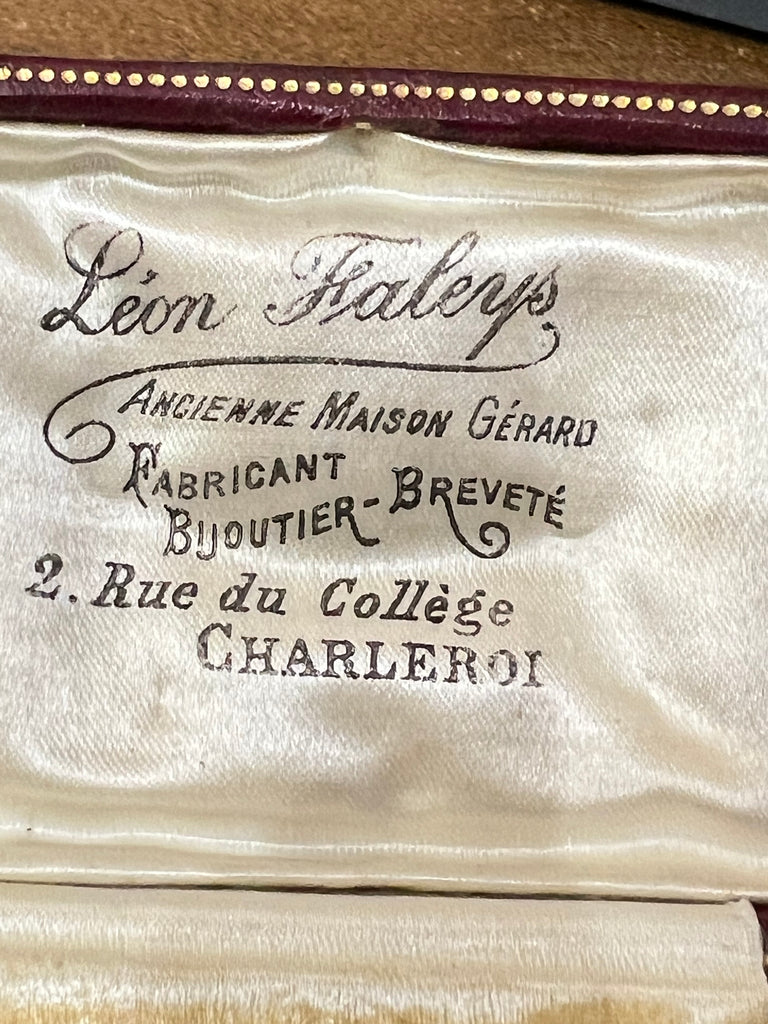 Léon Faleys
ANCIENNE MAISON GÉRARD
FABRICANT
BIJOUTIER-BREVETÉ
2. Rue du Collège
CHARLEROI